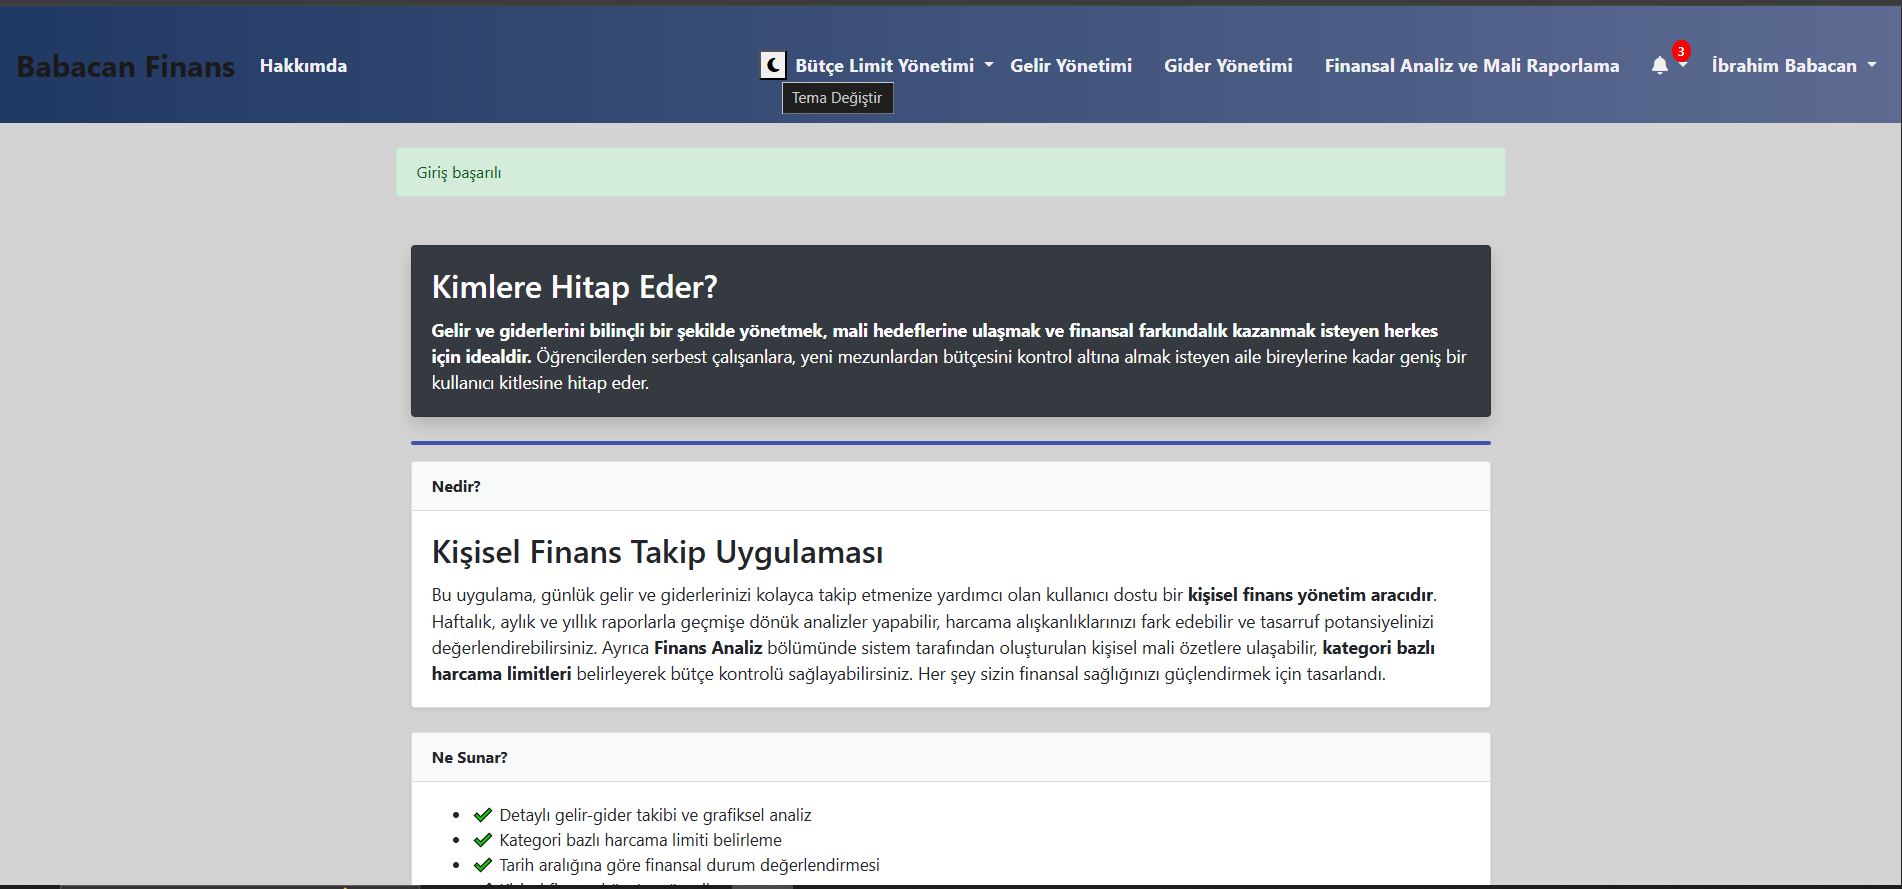 Babacan Finans Hakkımda Bütçe Limit Yönetimi Gelir Yönetimi Gider Yönetimi Finansal Analiz ve Mali Raporlama 3 İbrahim Babacan
Tema Değiştir
Giriş başarılı
Kimlere Hitap Eder?
Gelir ve giderlerini bilinçli bir şekilde yönetmek, mali hedeflerine ulaşmak ve finansal farkındalık kazanmak isteyen herkes
için idealdir. Öğrencilerden serbest çalışanlara, yeni mezunlardan bütçesini kontrol altına almak isteyen aile bireylerine kadar geniş bir
kullanıcı kitlesine hitap eder.
Nedir?
Kişisel Finans Takip Uygulaması
Bu uygulama, günlük gelir ve giderlerinizi kolayca takip etmenize yardımcı olan kullanıcı dostu bir kişisel finans yönetim aracıdır.
Haftalık, aylık ve yıllık raporlarla geçmişe dönük analizler yapabilir, harcama alışkanlıklarınızı fark edebilir ve tasarruf potansiyelinizi
değerlendirebilirsiniz. Ayrıca Finans Analiz bölümünde sistem tarafından oluşturulan kişisel mali özetlere ulaşabilir, kategori bazlı
harcama limitleri belirleyerek bütçe kontrolü sağlayabilirsiniz. Her şey sizin finansal sağlığınızı güçlendirmek için tasarlandı.
Ne Sunar?
Detaylı gelir-gider takibi ve grafiksel analiz
Kategori bazlı harcama limiti belirleme
Tarih aralığına göre finansal durum değerlendirmesi